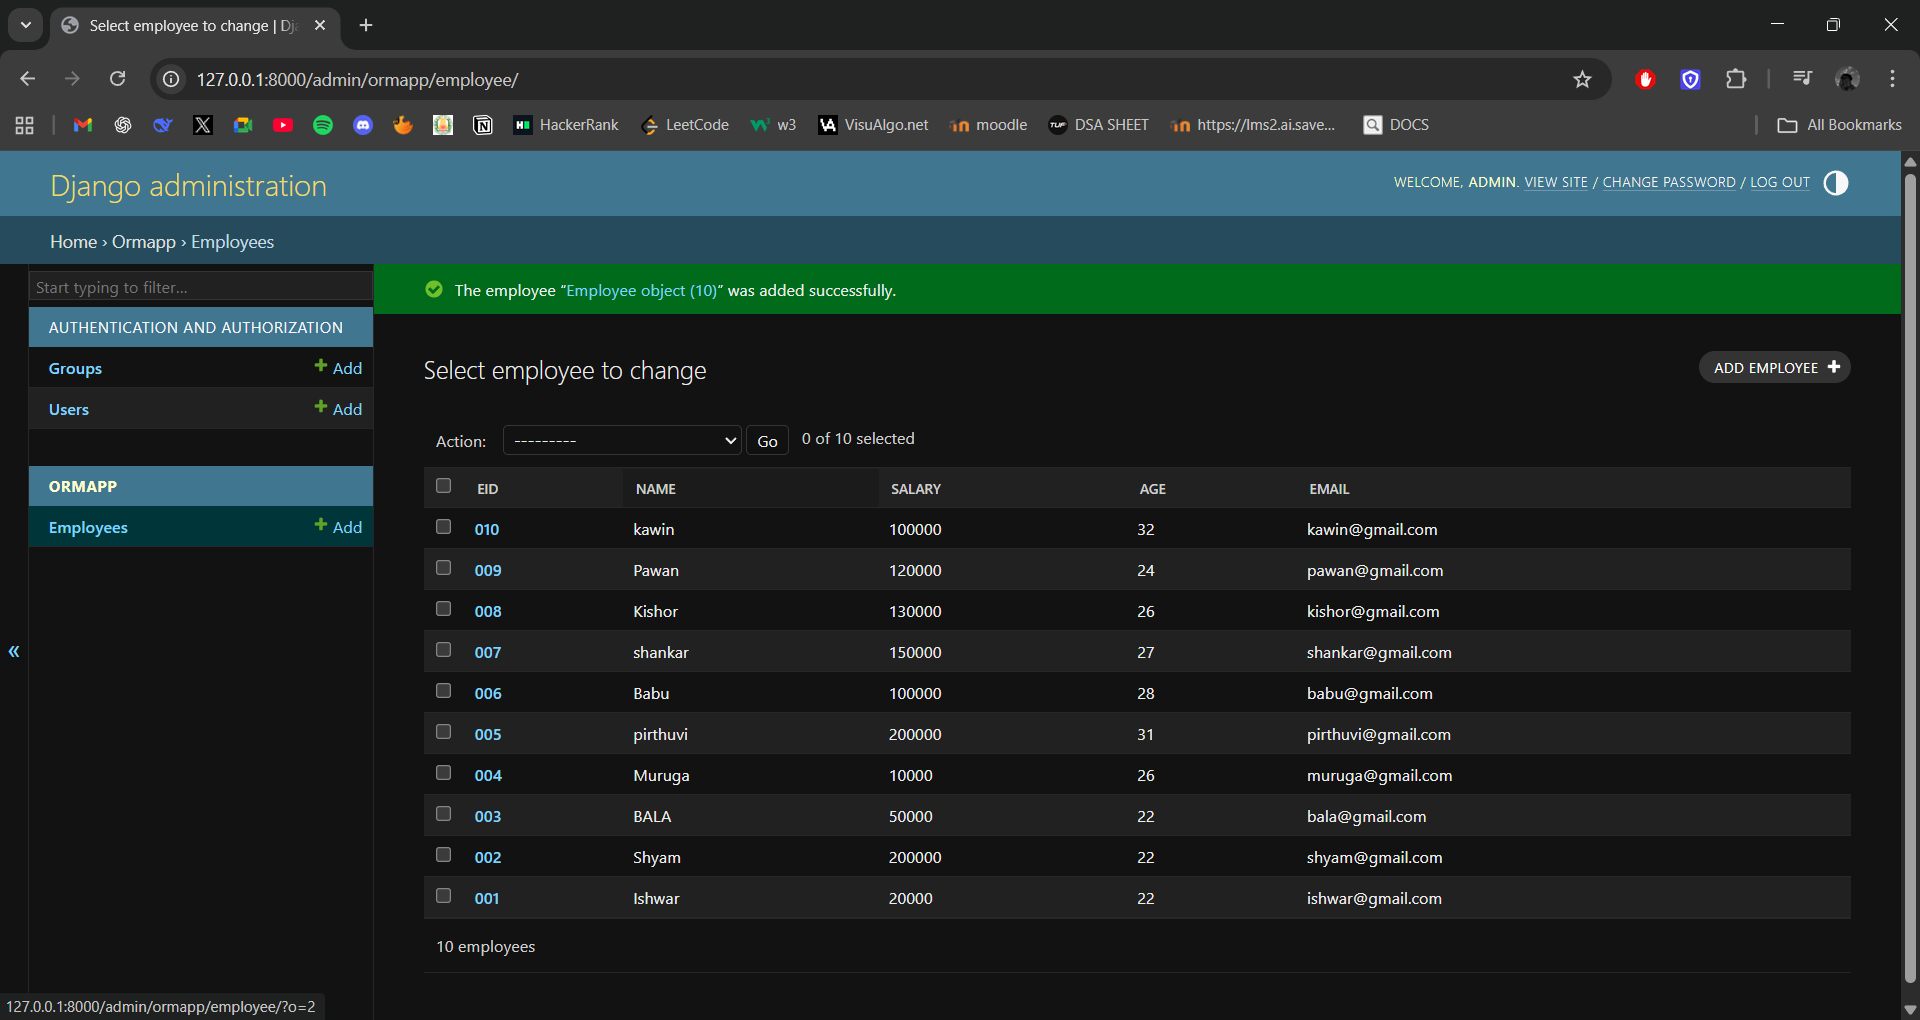 Select employee to change | Dj
127.0.0.1:8000/admin/ormapp/employee/
HackerRank LeetCode w3 VisuAlgo.net moodle DSA SHEET https://lms2.ai.save... DOCS All Bookmarks
Django administration
WELCOME, ADMIN. VIEW SITE / CHANGE PASSWORD / LOG OUT
Home › Ormapp › Employees
Start typing to filter...
AUTHENTICATION AND AUTHORIZATION
Groups Add
Users Add
ORMAPP
Employees Add
«
The employee “Employee object (10)” was added successfully.
Select employee to change
ADD EMPLOYEE +
Action: --------- Go 0 of 10 selected
EID NAME SALARY AGE EMAIL
010 kawin 100000 32 kawin@gmail.com
009 Pawan 120000 24 pawan@gmail.com
008 Kishor 130000 26 kishor@gmail.com
007 shankar 150000 27 shankar@gmail.com
006 Babu 100000 28 babu@gmail.com
005 pirthuvi 200000 31 pirthuvi@gmail.com
004 Muruga 10000 26 muruga@gmail.com
003 BALA 50000 22 bala@gmail.com
002 Shyam 200000 22 shyam@gmail.com
001 Ishwar 20000 22 ishwar@gmail.com
10 employees
127.0.0.1:8000/admin/ormapp/employee/?o=2